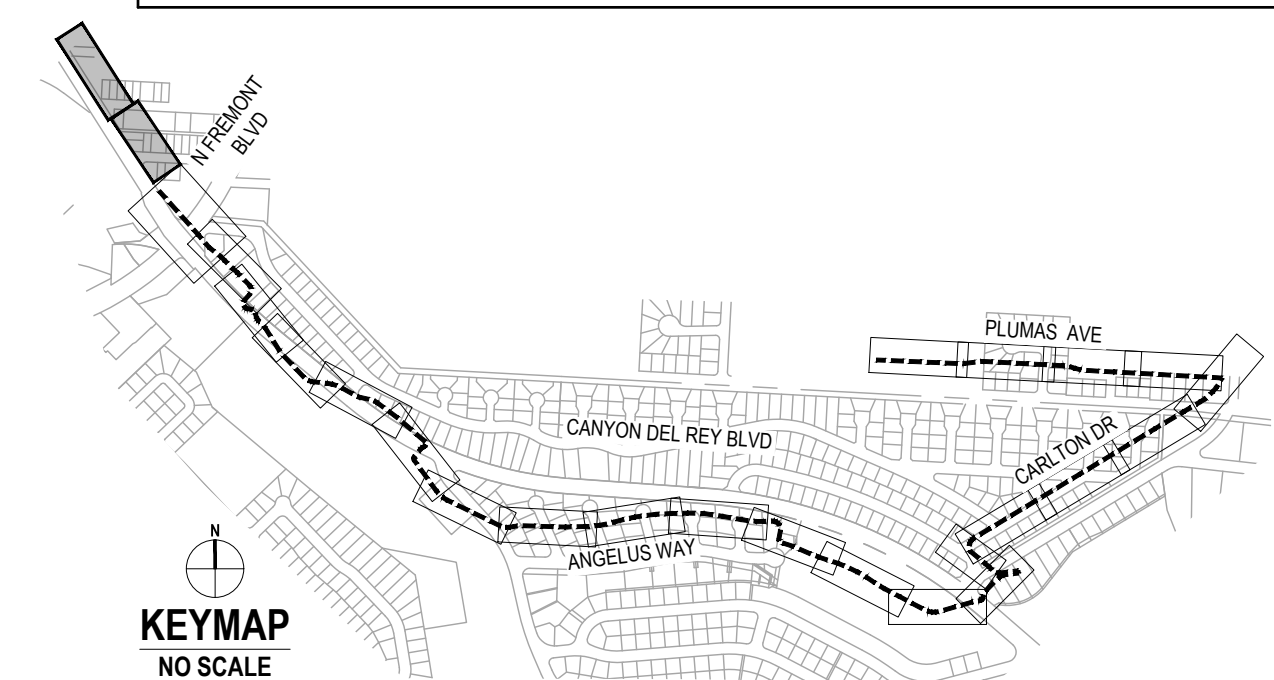 N FREMONT
BLVD
PLUMAS AVE
CANYON DEL REY BLVD
CARLTON DR
ANGELUS WAY
N
KEYMAP
NO SCALE